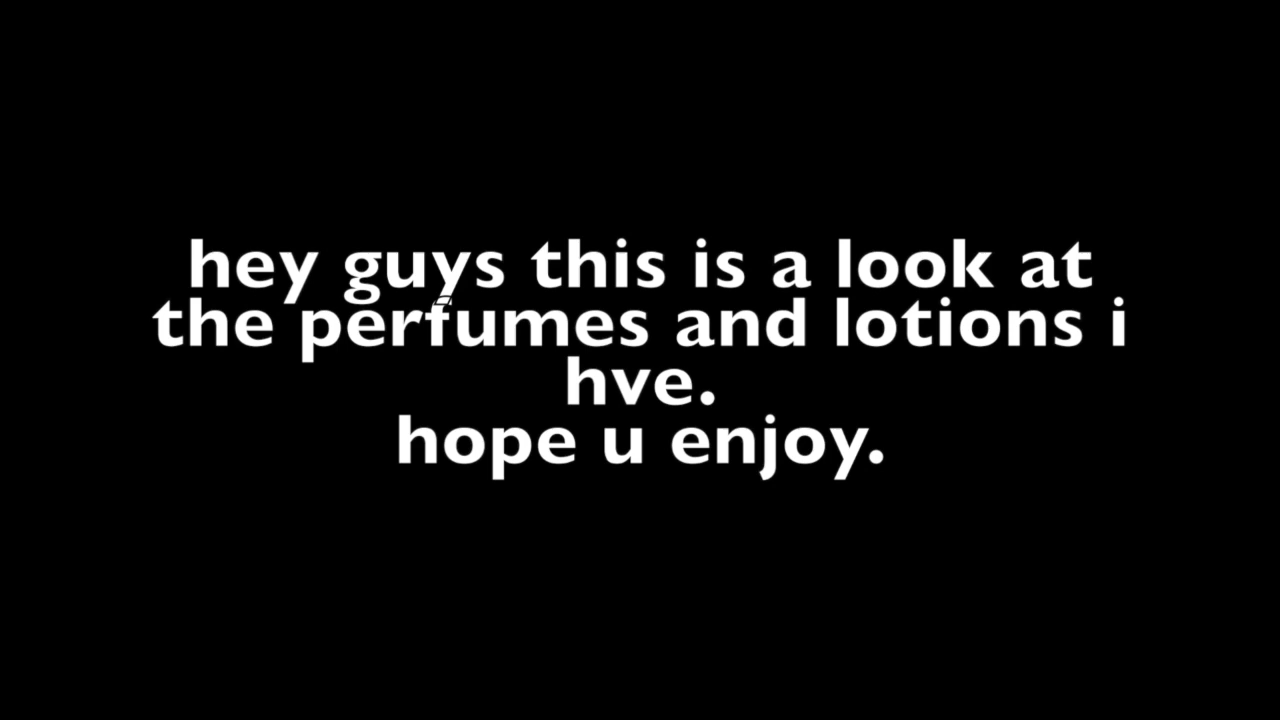 hey guys this is a look at
the perfumes and lotions i
hve.
hope u enjoy.